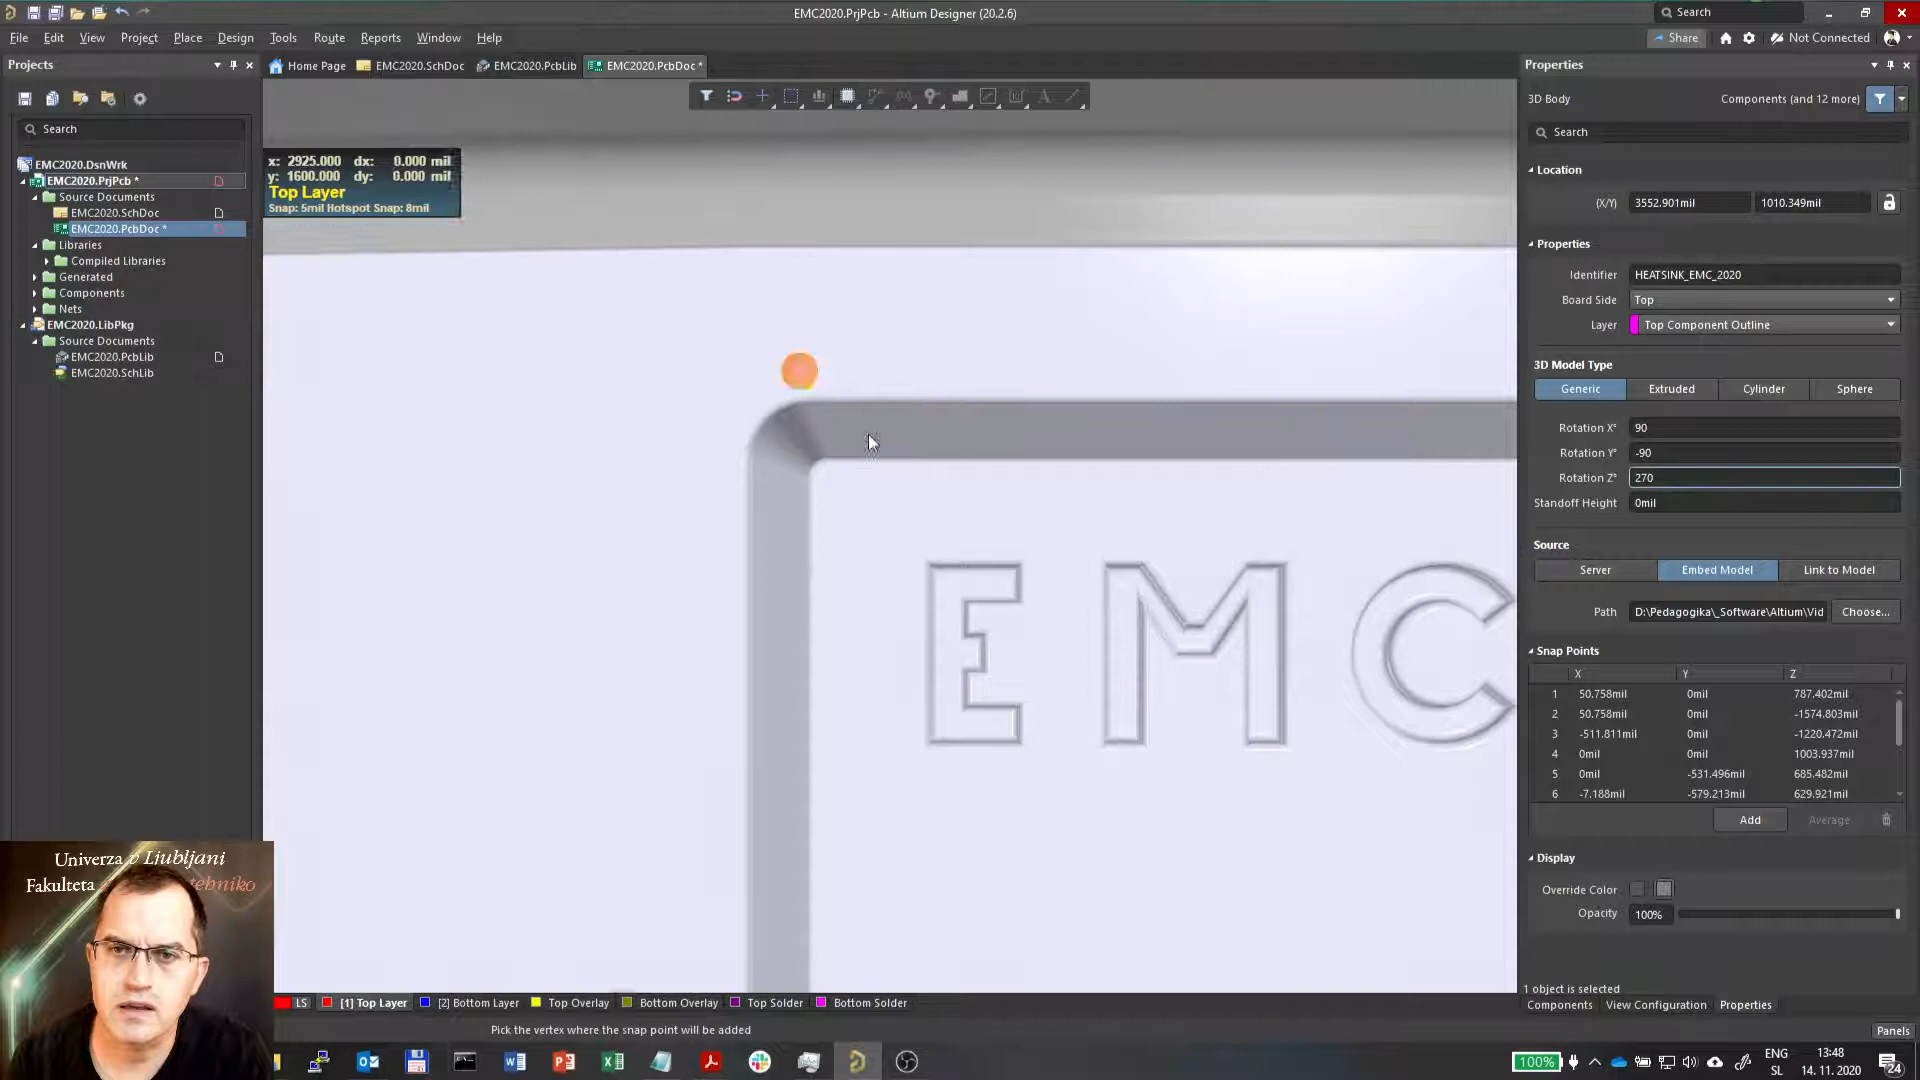 EMC2020.PrjPcb - Altium Designer (20.2.6)
Search
File Edit View Project Place Design Tools Route Reports Window Help
Share
Not Connected
Projects
Home Page
EMC2020.SchDoc
EMC2020.PcbLib
EMC2020.PcbDoc *
Search
EMC2020.DsnWrk
EMC2020.PrjPcb *
Source Documents
EMC2020.SchDoc
EMC2020.PcbDoc *
Libraries
Compiled Libraries
Generated
Components
Nets
EMC2020.LibPkg
Source Documents
EMC2020.PcbLib
EMC2020.SchLib
x: 2925.000 dx: 0.000 mil
y: 1600.000 dy: 0.000 mil
Top Layer
Snap: 5mil Hotspot Snap: 8mil
EMC
Properties
3D Body
Components (and 12 more)
Search
Location
(X/Y) 3552.901mil 1010.349mil
Properties
Identifier HEATSINK_EMC_2020
Board Side Top
Layer Top Component Outline
3D Model Type
Generic Extruded Cylinder Sphere
Rotation X° 90
Rotation Y° -90
Rotation Z° 270
Standoff Height 0mil
Source
Server Embed Model Link to Model
Path D:\Pedagogika\_Software\Altium\Vid Choose...
Snap Points
X Y Z
1 50.758mil 0mil 787.402mil
2 50.758mil 0mil -1574.803mil
3 -511.811mil 0mil -1220.472mil
4 0mil 0mil 1003.937mil
5 0mil -531.496mil 685.482mil
6 -7.188mil -579.213mil 629.921mil
Add Average
Display
Override Color
Opacity 100%
1 object is selected
Components View Configuration Properties
Univerza v Ljubljani
Fakulteta
LS [1] Top Layer [2] Bottom Layer Top Overlay Bottom Overlay Top Solder Bottom Solder
Pick the vertex where the snap point will be added
Panels
100%
ENG
SL
13:48
14. 11. 2020
24